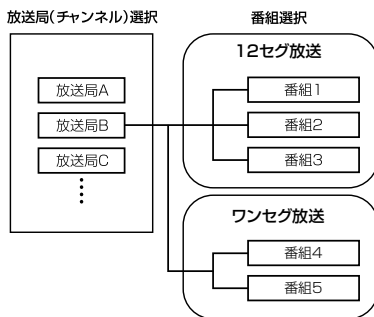 放送局(チャンネル)選択
放送局A
放送局B
放送局C
番組選択
12セグ放送
番組1
番組2
番組3
ワンセグ放送
番組4
番組5